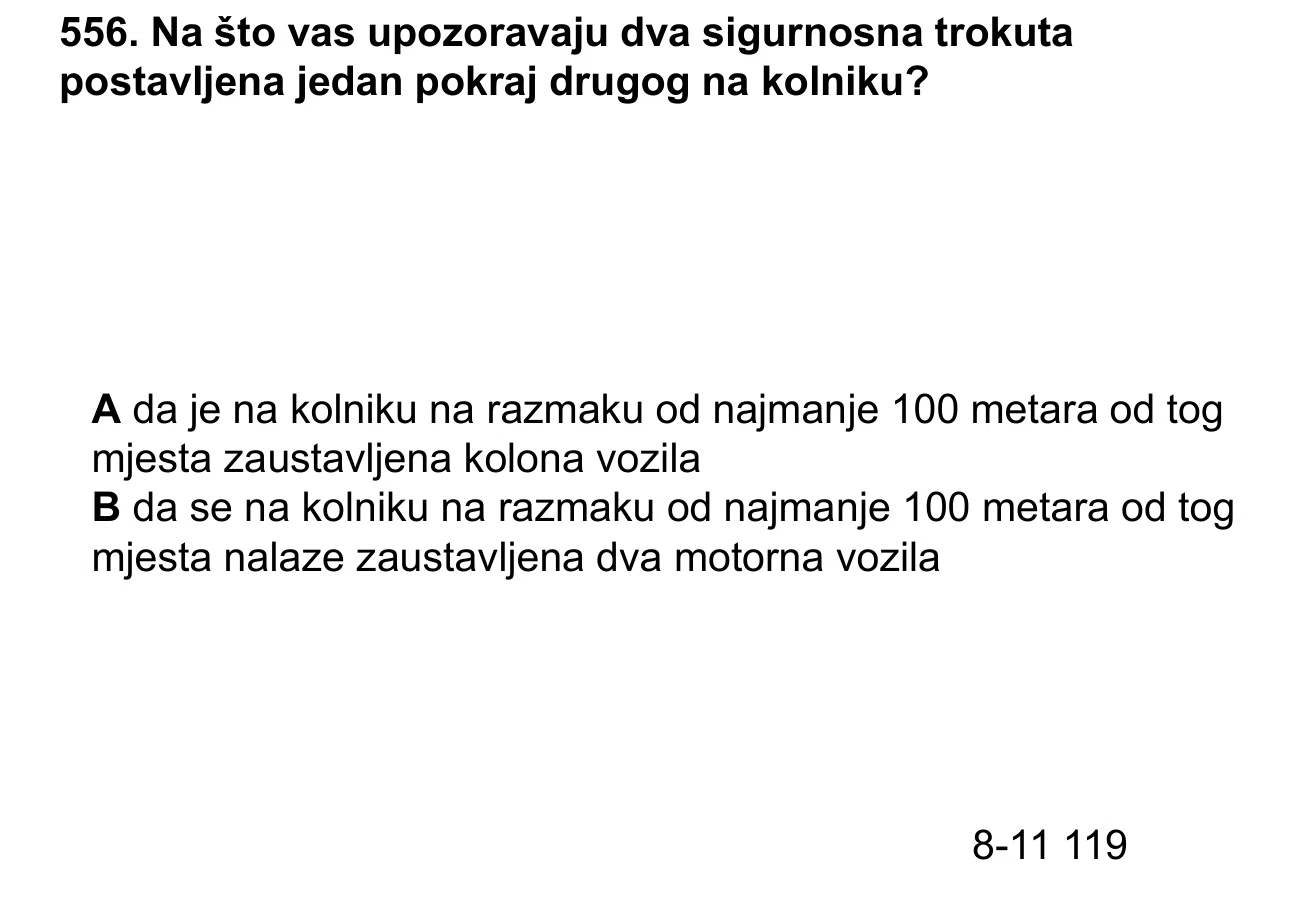 556. Na što vas upozoravaju dva sigurnosna trokuta
postavljena jedan pokraj drugog na kolniku?
A da je na kolniku na razmaku od najmanje 100 metara od tog
mjesta zaustavljena kolona vozila
B da se na kolniku na razmaku od najmanje 100 metara od tog
mjesta nalaze zaustavljena dva motorna vozila
8-11 119